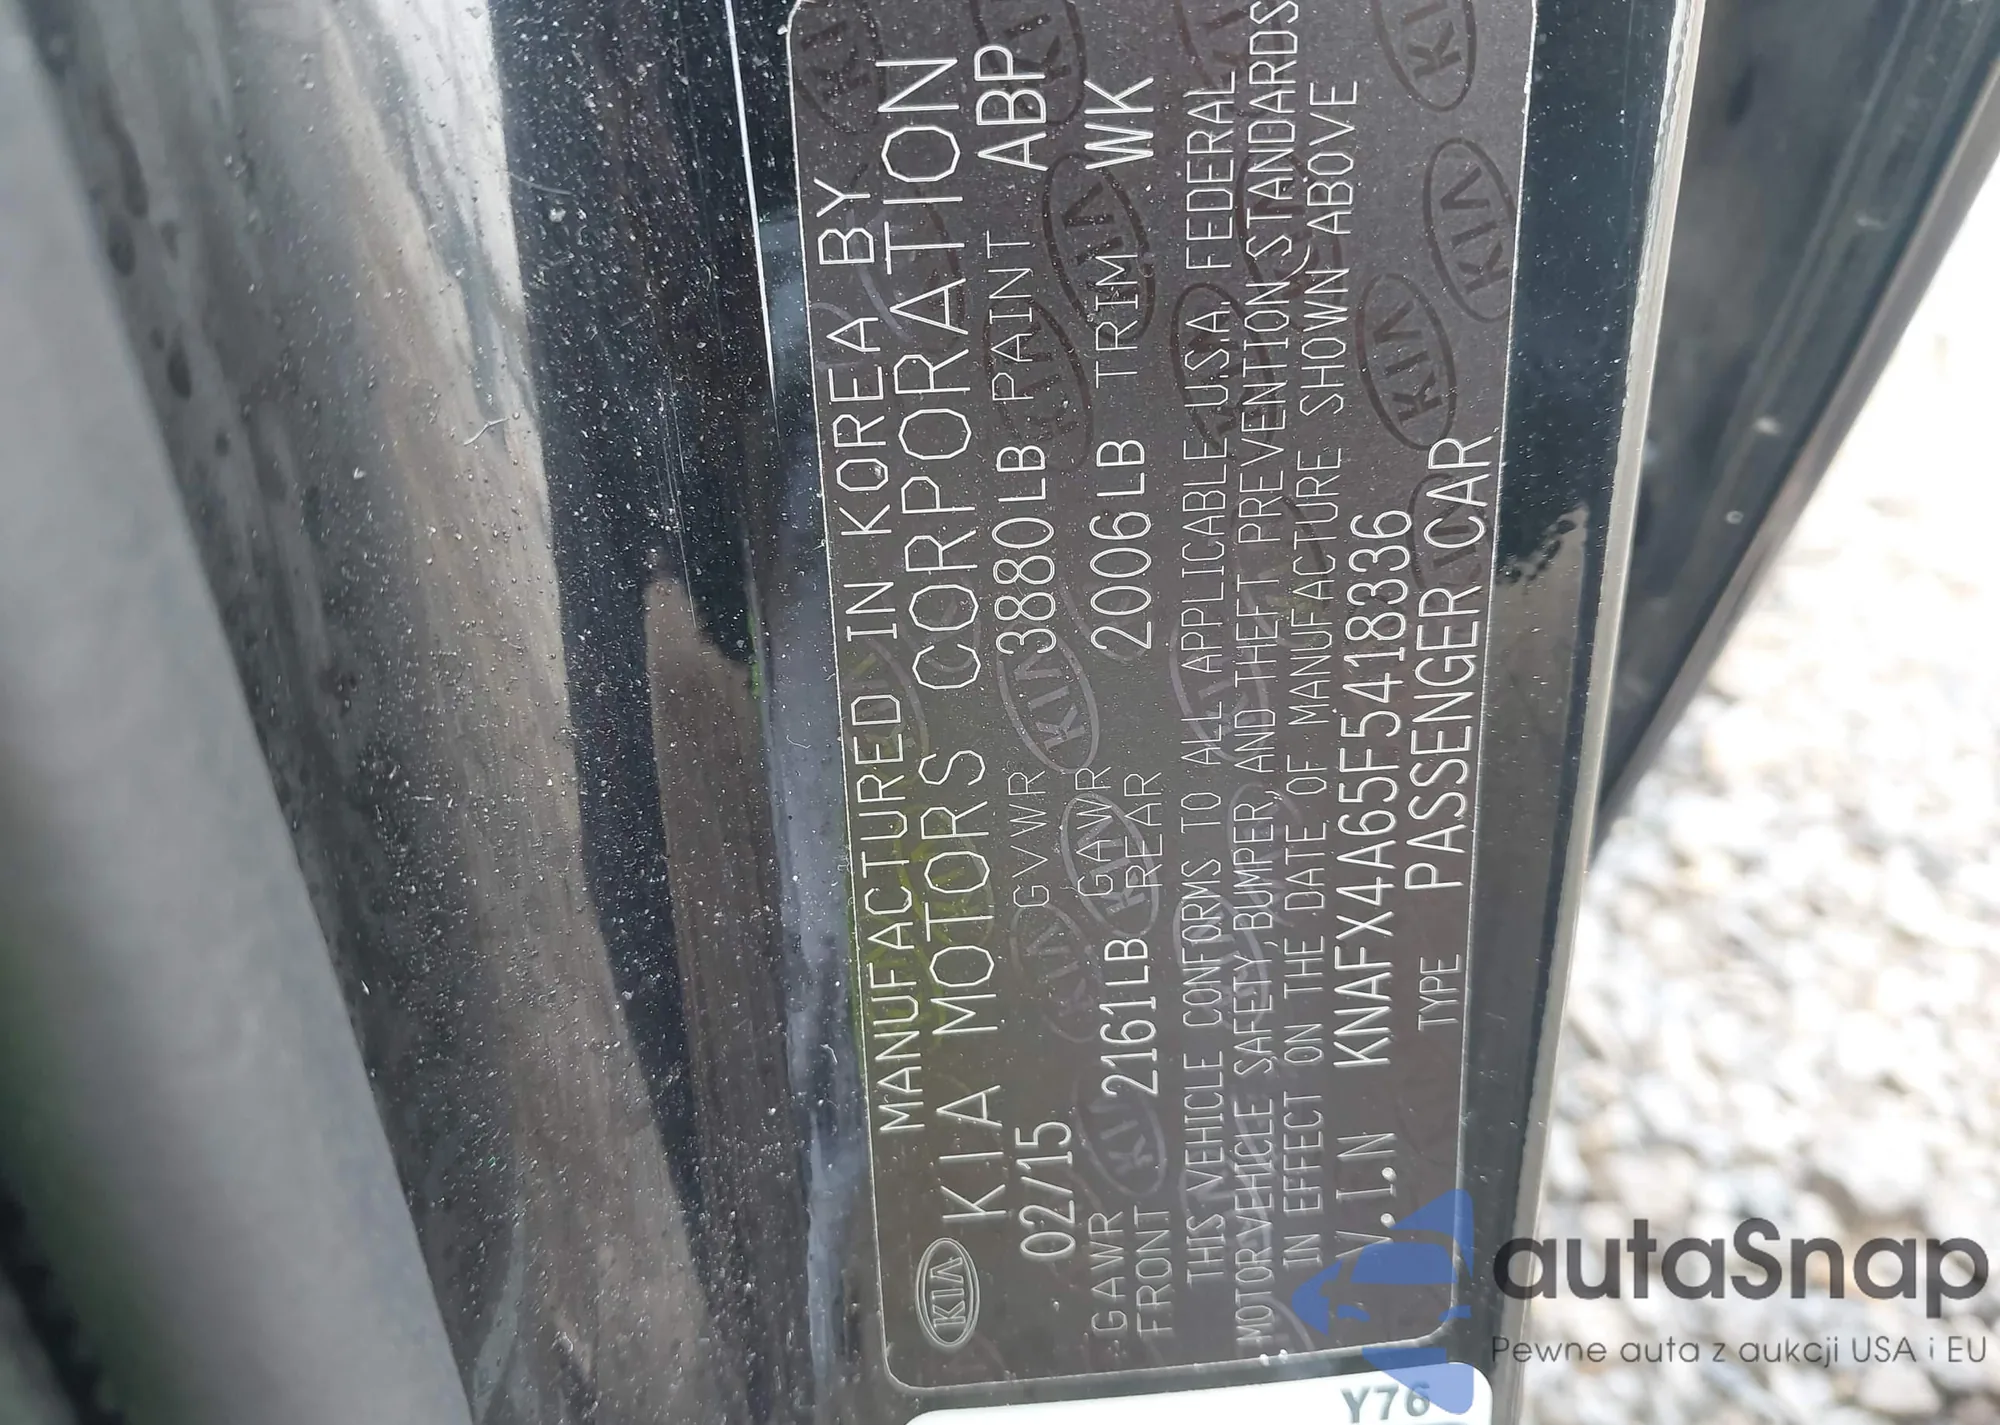 MANUFACTURED IN KOREA BY
KIA KIA MOTORS CORPORATION
02/15 GVWR 3880LB PAINT ABP
GAWR FRONT 2161LB GAWR REAR 2006LB TRIM WK
THIS VEHICLE CONFORMS TO ALL APPLICABLE U.S.A. FEDERAL
MOTOR VEHICLE SAFETY, BUMPER, AND THEFT PREVENTION STANDARDS
IN EFFECT ON THE DATE OF MANUFACTURE SHOWN ABOVE
V.I.N KNAFX4A65F5418336
TYPE PASSENGER CAR
Y76
autaSnap
Pewne auta z aukcji USA i EU